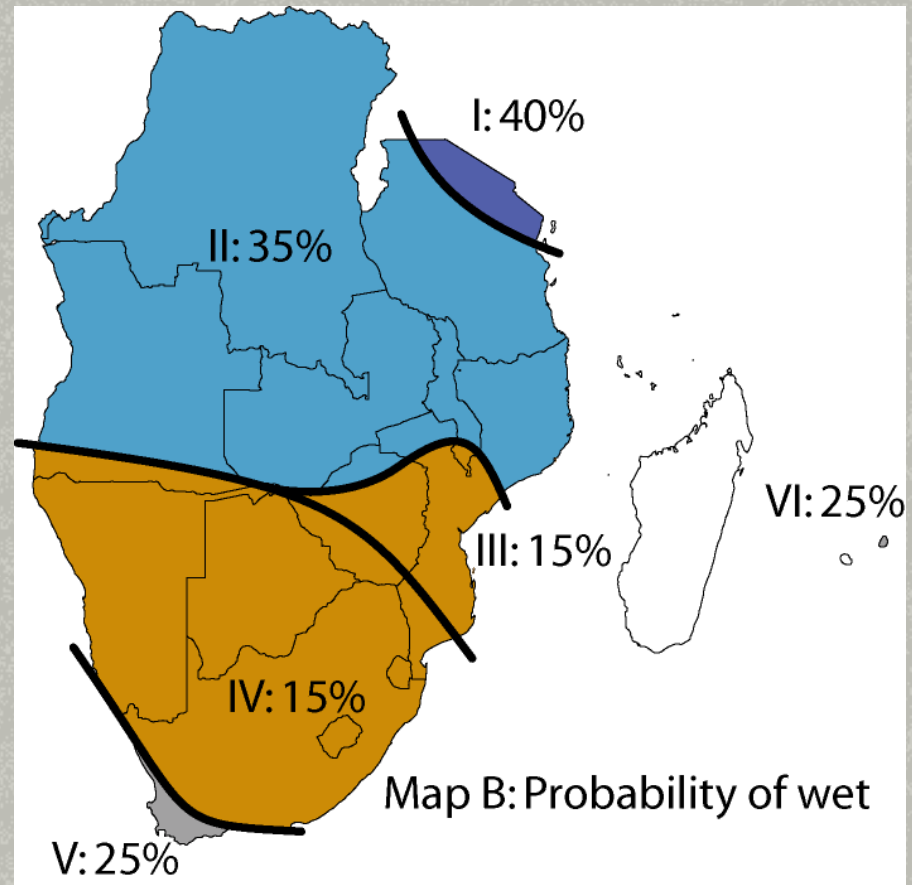 I: 40%
II: 35%
VI: 25%
III: 15%
IV: 15%
Map B: Probability of wet
V: 25%